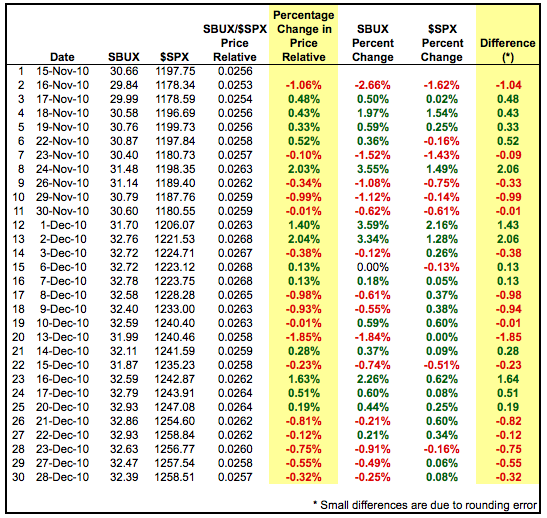 Percentage
SBUX/$SPX Change in SBUX $SPX
Price Price Percent Percent Difference
Date SBUX $SPX Relative Relative Change Change (*)
1 15-Nov-10 30.66 1197.75 0.0256
2 16-Nov-10 29.84 1178.34 0.0253 -1.06% -2.66% -1.62% -1.04
3 17-Nov-10 29.99 1178.59 0.0254 0.48% 0.50% 0.02% 0.48
4 18-Nov-10 30.58 1196.69 0.0256 0.43% 1.97% 1.54% 0.43
5 19-Nov-10 30.76 1199.73 0.0256 0.33% 0.59% 0.25% 0.33
6 22-Nov-10 30.87 1197.84 0.0258 0.52% 0.36% -0.16% 0.52
7 23-Nov-10 30.40 1180.73 0.0257 -0.10% -1.52% -1.43% -0.09
8 24-Nov-10 31.48 1198.35 0.0263 2.03% 3.55% 1.49% 2.06
9 26-Nov-10 31.14 1189.40 0.0262 -0.34% -1.08% -0.75% -0.33
10 29-Nov-10 30.79 1187.76 0.0259 -0.99% -1.12% -0.14% -0.99
11 30-Nov-10 30.60 1180.55 0.0259 -0.01% -0.62% -0.61% -0.01
12 1-Dec-10 31.70 1206.07 0.0263 1.40% 3.59% 2.16% 1.43
13 2-Dec-10 32.76 1221.53 0.0268 2.04% 3.34% 1.28% 2.06
14 3-Dec-10 32.72 1224.71 0.0267 -0.38% -0.12% 0.26% -0.38
15 6-Dec-10 32.72 1223.12 0.0268 0.13% 0.00% -0.13% 0.13
16 7-Dec-10 32.78 1223.75 0.0268 0.13% 0.18% 0.05% 0.13
17 8-Dec-10 32.58 1228.28 0.0265 -0.98% -0.61% 0.37% -0.98
18 9-Dec-10 32.40 1233.00 0.0263 -0.93% -0.55% 0.38% -0.94
19 10-Dec-10 32.59 1240.40 0.0263 -0.01% 0.59% 0.60% -0.01
20 13-Dec-10 31.99 1240.46 0.0258 -1.85% -1.84% 0.00% -1.85
21 14-Dec-10 32.11 1241.59 0.0259 0.28% 0.37% 0.09% 0.28
22 15-Dec-10 31.87 1235.23 0.0258 -0.23% -0.74% -0.51% -0.23
23 16-Dec-10 32.59 1242.87 0.0262 1.63% 2.26% 0.62% 1.64
24 17-Dec-10 32.79 1243.91 0.0264 0.51% 0.60% 0.08% 0.51
25 20-Dec-10 32.93 1247.08 0.0264 0.19% 0.44% 0.25% 0.19
26 21-Dec-10 32.86 1254.60 0.0262 -0.81% -0.21% 0.60% -0.82
27 22-Dec-10 32.93 1258.84 0.0262 -0.12% 0.21% 0.34% -0.12
28 23-Dec-10 32.63 1256.77 0.0260 -0.75% -0.91% -0.16% -0.75
29 27-Dec-10 32.47 1257.54 0.0258 -0.55% -0.49% 0.06% -0.55
30 28-Dec-10 32.39 1258.51 0.0257 -0.32% -0.25% 0.08% -0.32
* Small differences are due to rounding error